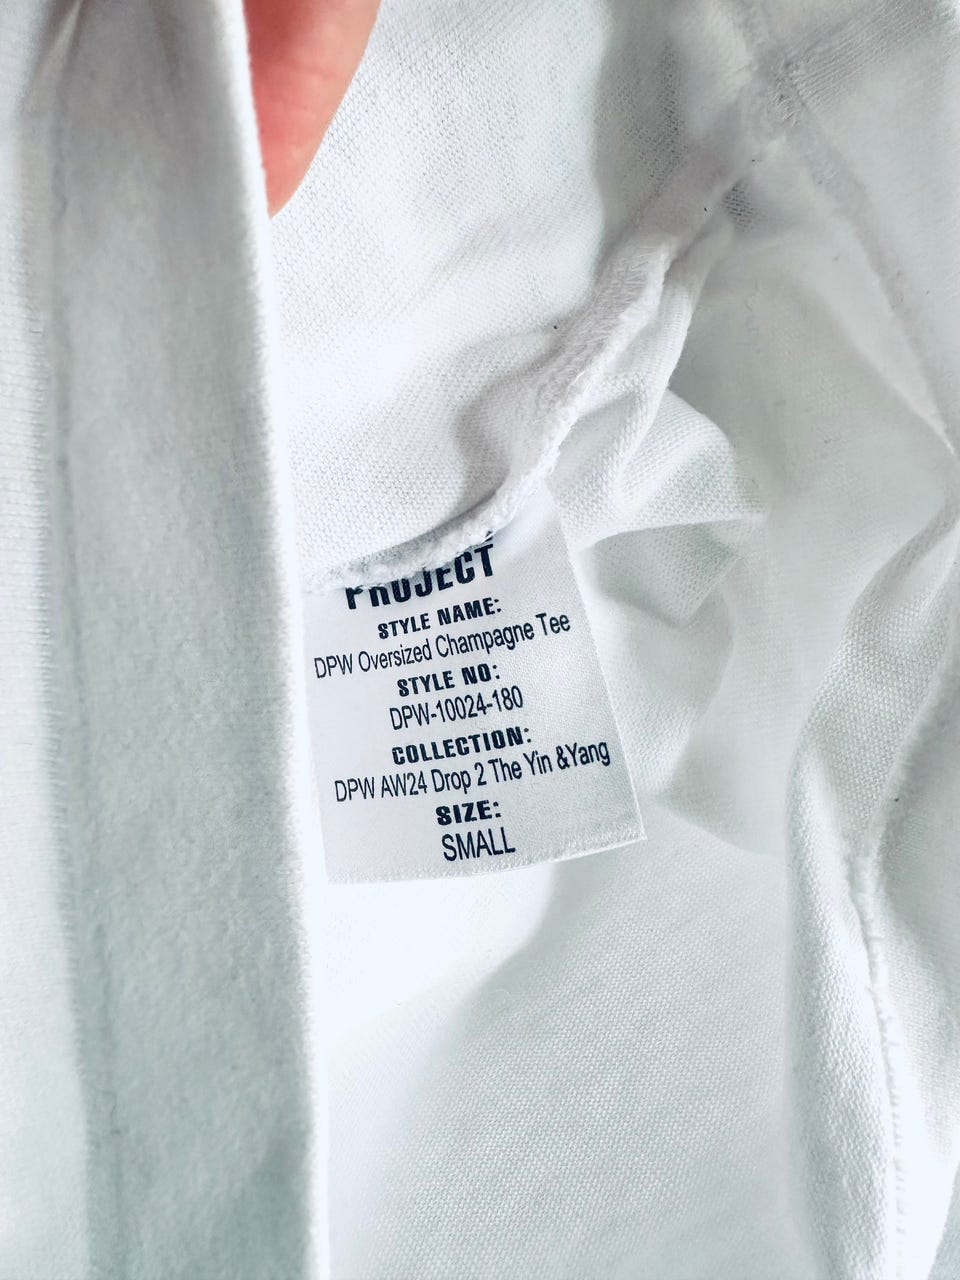 PROJECT
STYLE NAME:
DPW Oversized Champagne Tee
STYLE NO:
DPW-10024-180
COLLECTION:
DPW AW24 Drop 2 The Yin &Yang
SIZE:
SMALL